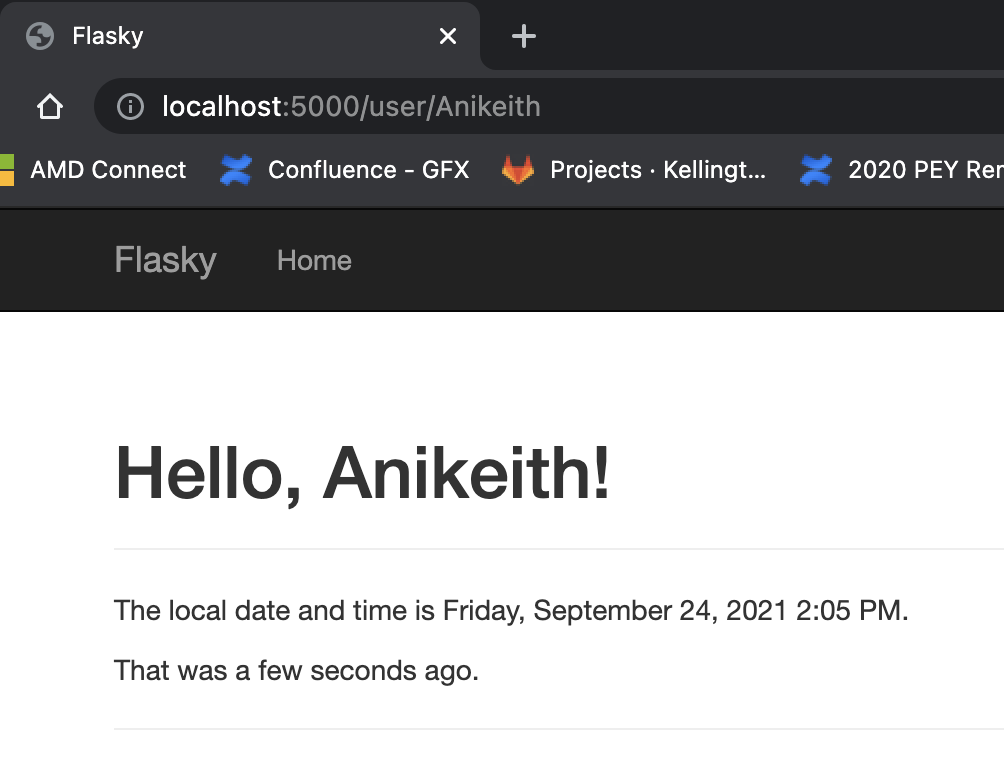 Flasky
localhost:5000/user/Anikeith
AMD Connect Confluence - GFX Projects · Kellingt... 2020 PEY Rer
Flasky Home
Hello, Anikeith!
The local date and time is Friday, September 24, 2021 2:05 PM.
That was a few seconds ago.